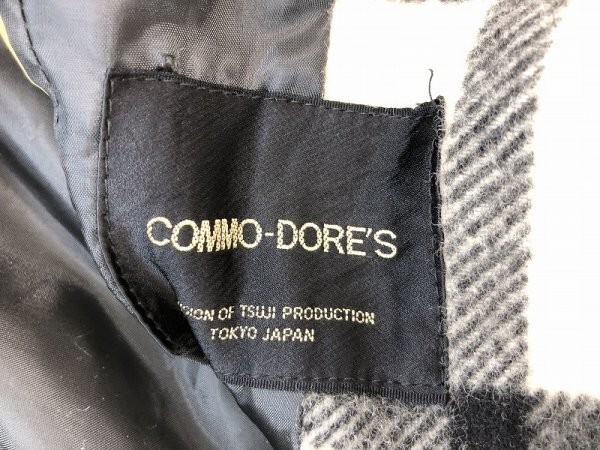 COMMO-DORE'S
OF TSUJI PRODUCTION
TOKYO JAPAN